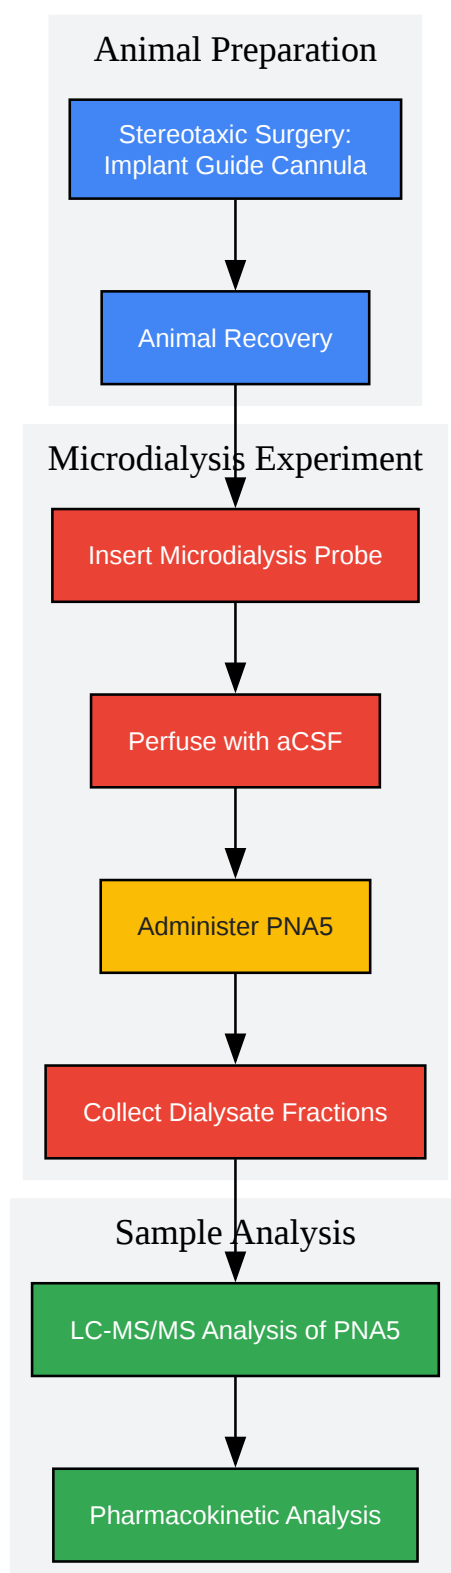 Animal Preparation
Stereotaxic Surgery:
Implant Guide Cannula
Animal Recovery
Microdialysis Experiment
Insert Microdialysis Probe
Perfuse with aCSF
Administer PNA5
Collect Dialysate Fractions
Sample Analysis
LC-MS/MS Analysis of PNA5
Pharmacokinetic Analysis